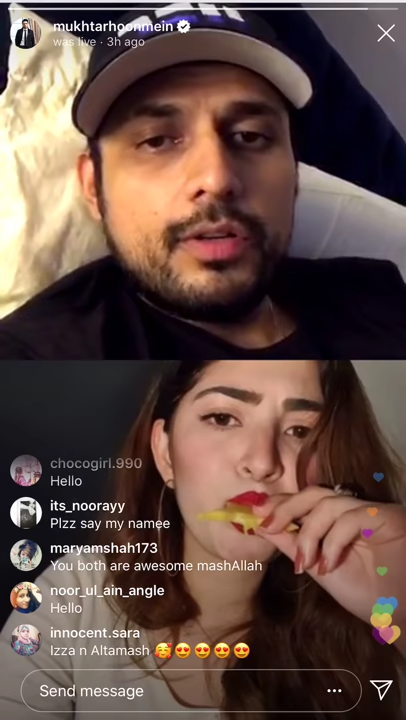 mukhtarhoonmein
was live · 3h ago
chocogirl.990
Hello
its_noorayy
Plzz say my namee
maryamshah173
You both are awesome mashAllah
noor_ul_ain_angle
Hello
innocent.sara
Izza n Altamash 🥰😍😍😍😍
Send message